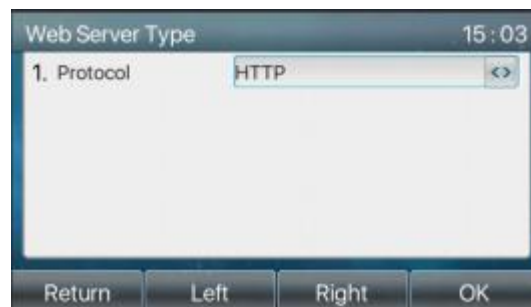 Web Server Type 15:03
1. Protocol HTTP <>
Return Left Right OK